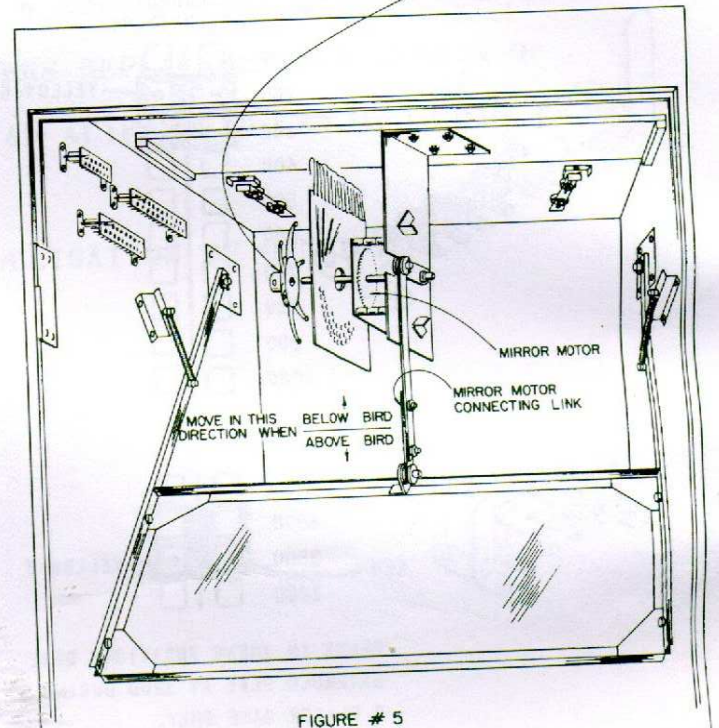 MIRROR MOTOR
MIRROR MOTOR
CONNECTING LINK
MOVE IN THIS
DIRECTION WHEN
BELOW BIRD
ABOVE BIRD
FIGURE # 5